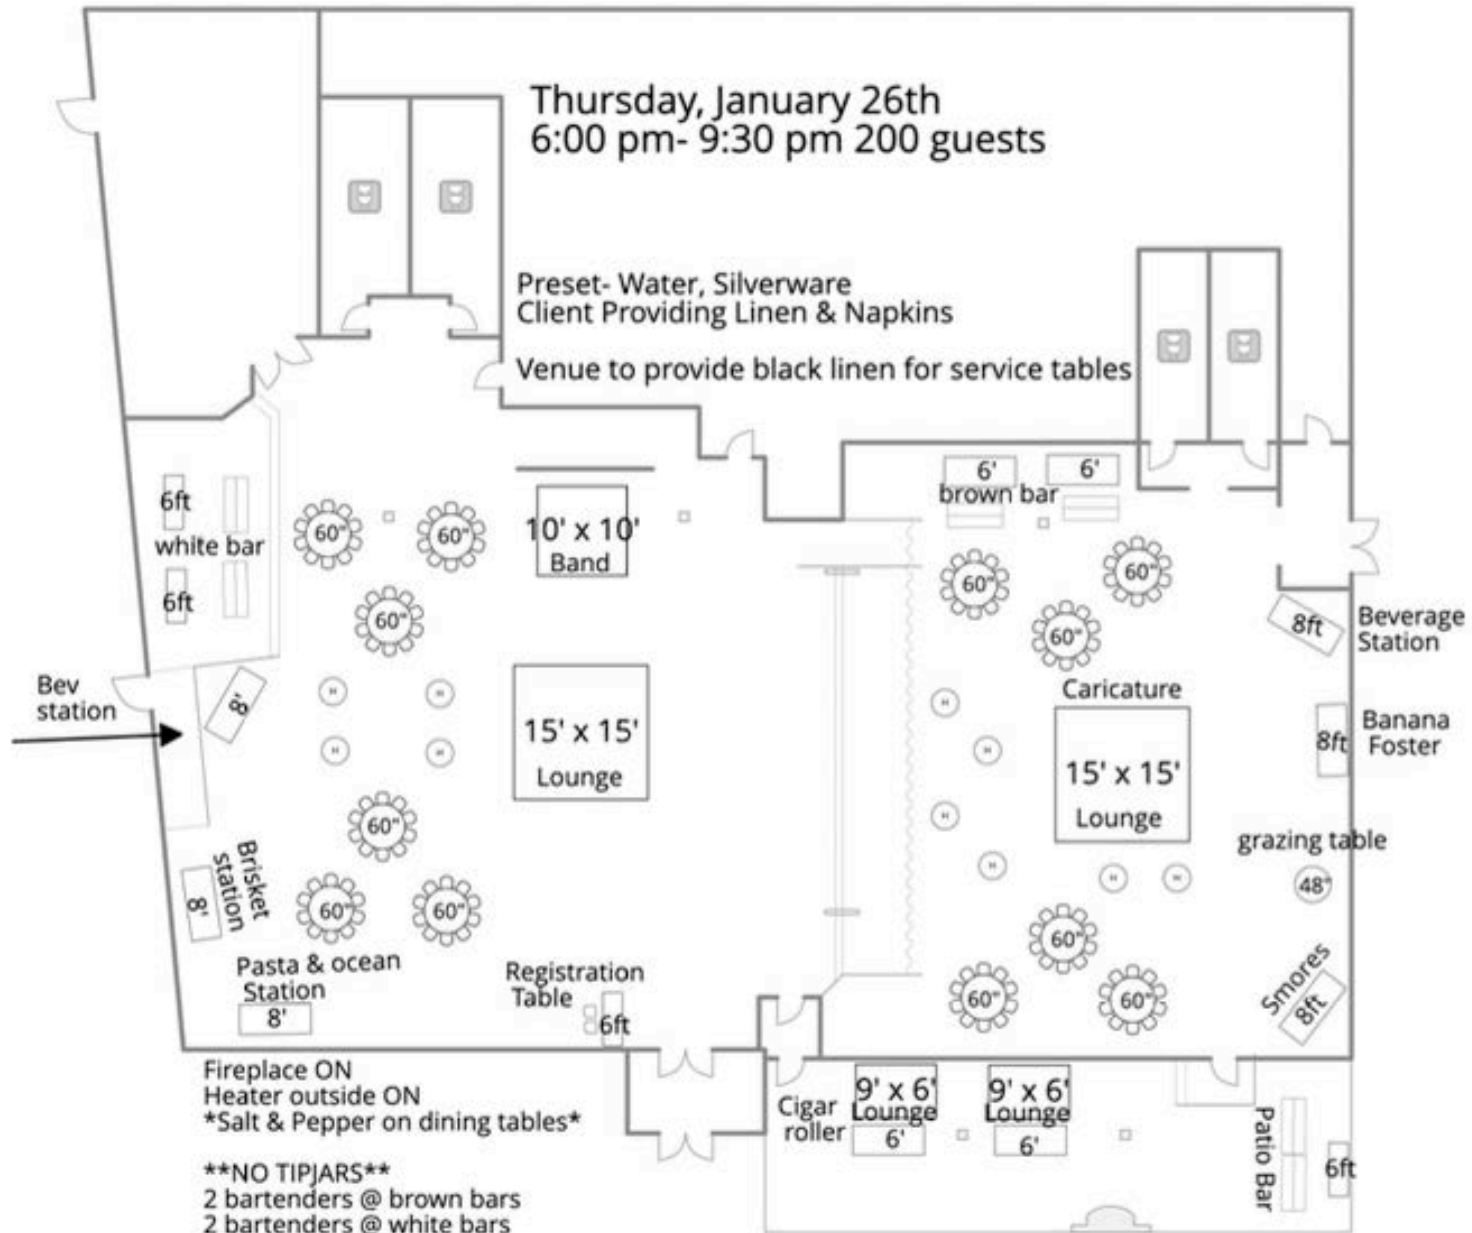 Thursday, January 26th
6:00 pm- 9:30 pm 200 guests
Preset- Water, Silverware
Client Providing Linen & Napkins
Venue to provide black linen for service tables
6ft
white bar
6ft
60"
60"
60"
10' x 10'
Band
6'
6'
brown bar
60"
60"
60"
8ft
Beverage
Station
Bev
station
8'
H
H
H
H
15' x 15'
Lounge
Caricature
15' x 15'
Lounge
H
H
H
H
H
H
8ft
Banana
Foster
grazing table
48"
60"
60"
60"
Brisket
station
8'
Pasta & ocean
Station
8'
Registration
Table
6ft
60"
60"
60"
Smores
8ft
Fireplace ON
Heater outside ON
*Salt & Pepper on dining tables*
**NO TIPJARS**
2 bartenders @ brown bars
2 bartenders @ white bars
Cigar
roller
9' x 6'
Lounge
6'
9' x 6'
Lounge
6'
Patio Bar
6ft